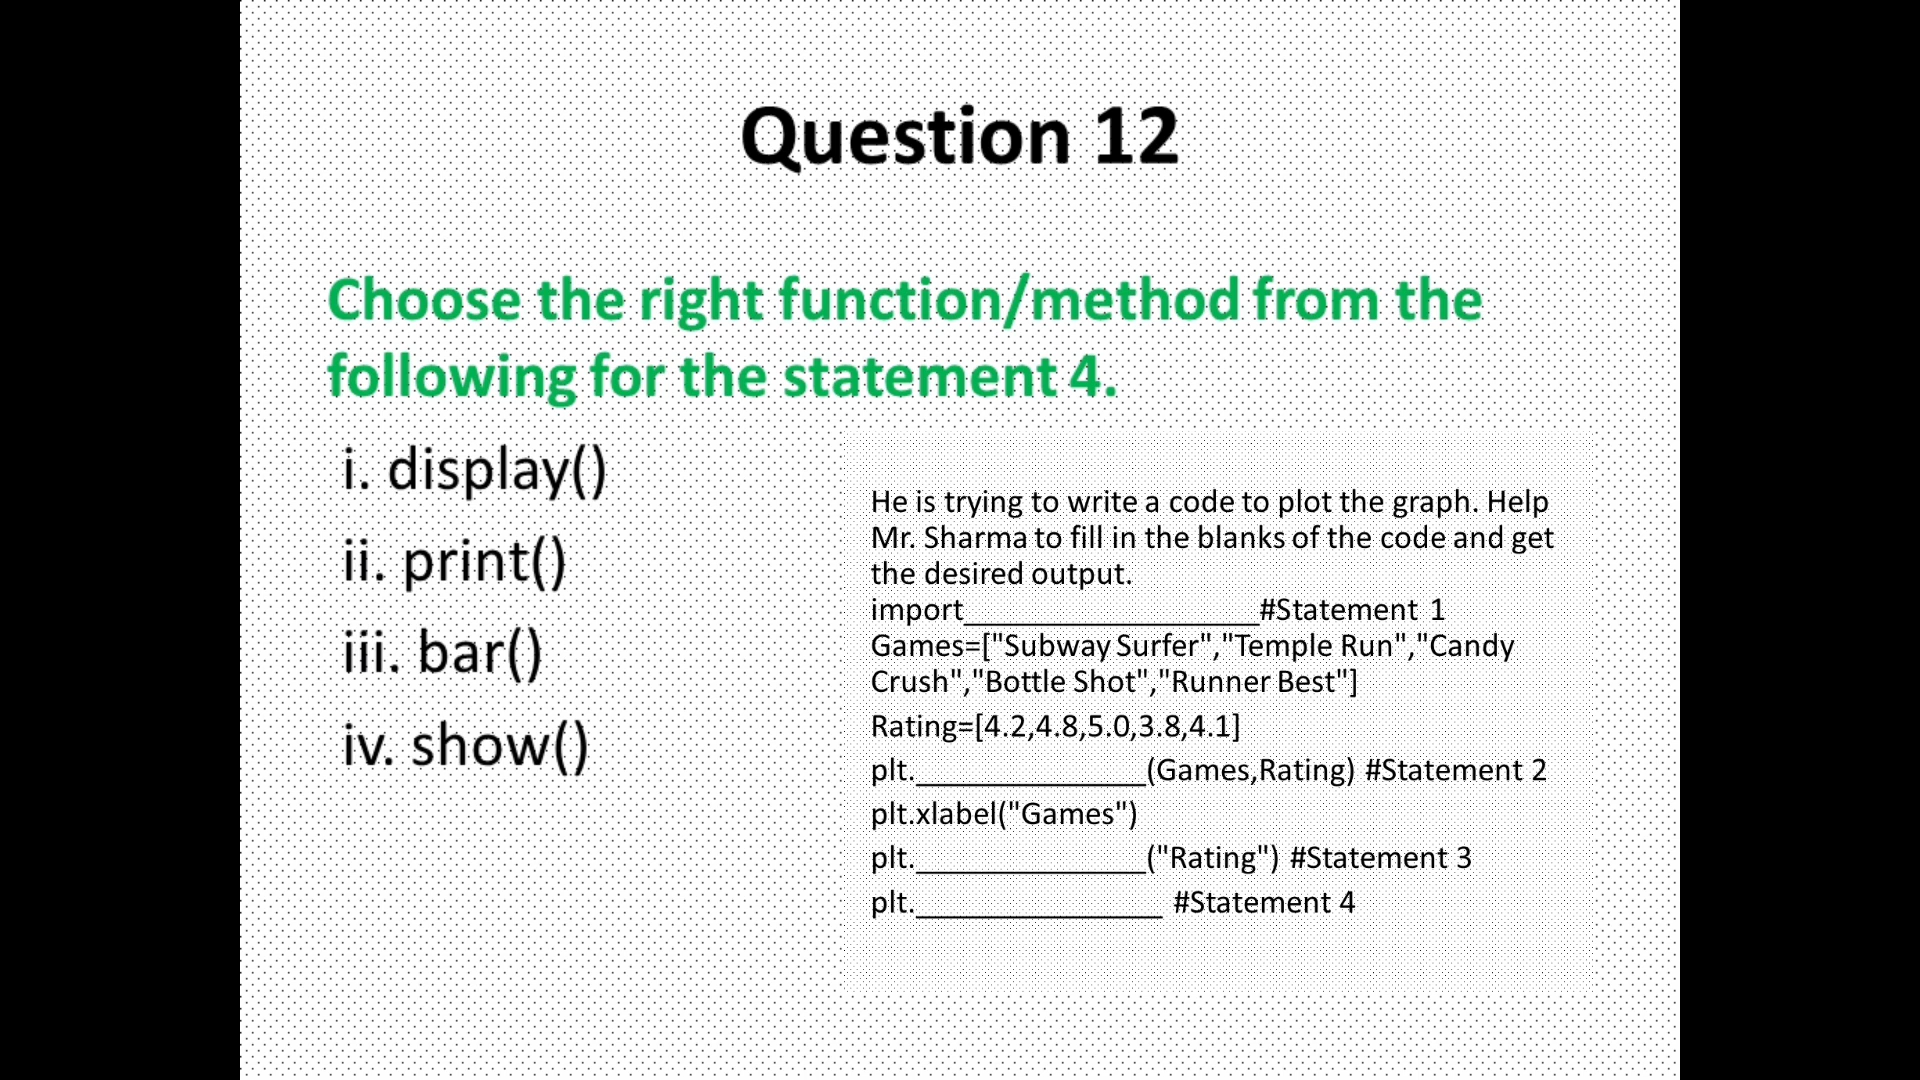 Question 12
Choose the right function/method from the
following for the statement 4.
i. display()
ii. print()
iii. bar()
iv. show()
He is trying to write a code to plot the graph. Help
Mr. Sharma to fill in the blanks of the code and get
the desired output.
import__________________#Statement 1
Games=["Subway Surfer","Temple Run","Candy
Crush","Bottle Shot","Runner Best"]
Rating=[4.2,4.8,5.0,3.8,4.1]
plt.______________(Games,Rating) #Statement 2
plt.xlabel("Games")
plt.______________("Rating") #Statement 3
plt._______________ #Statement 4